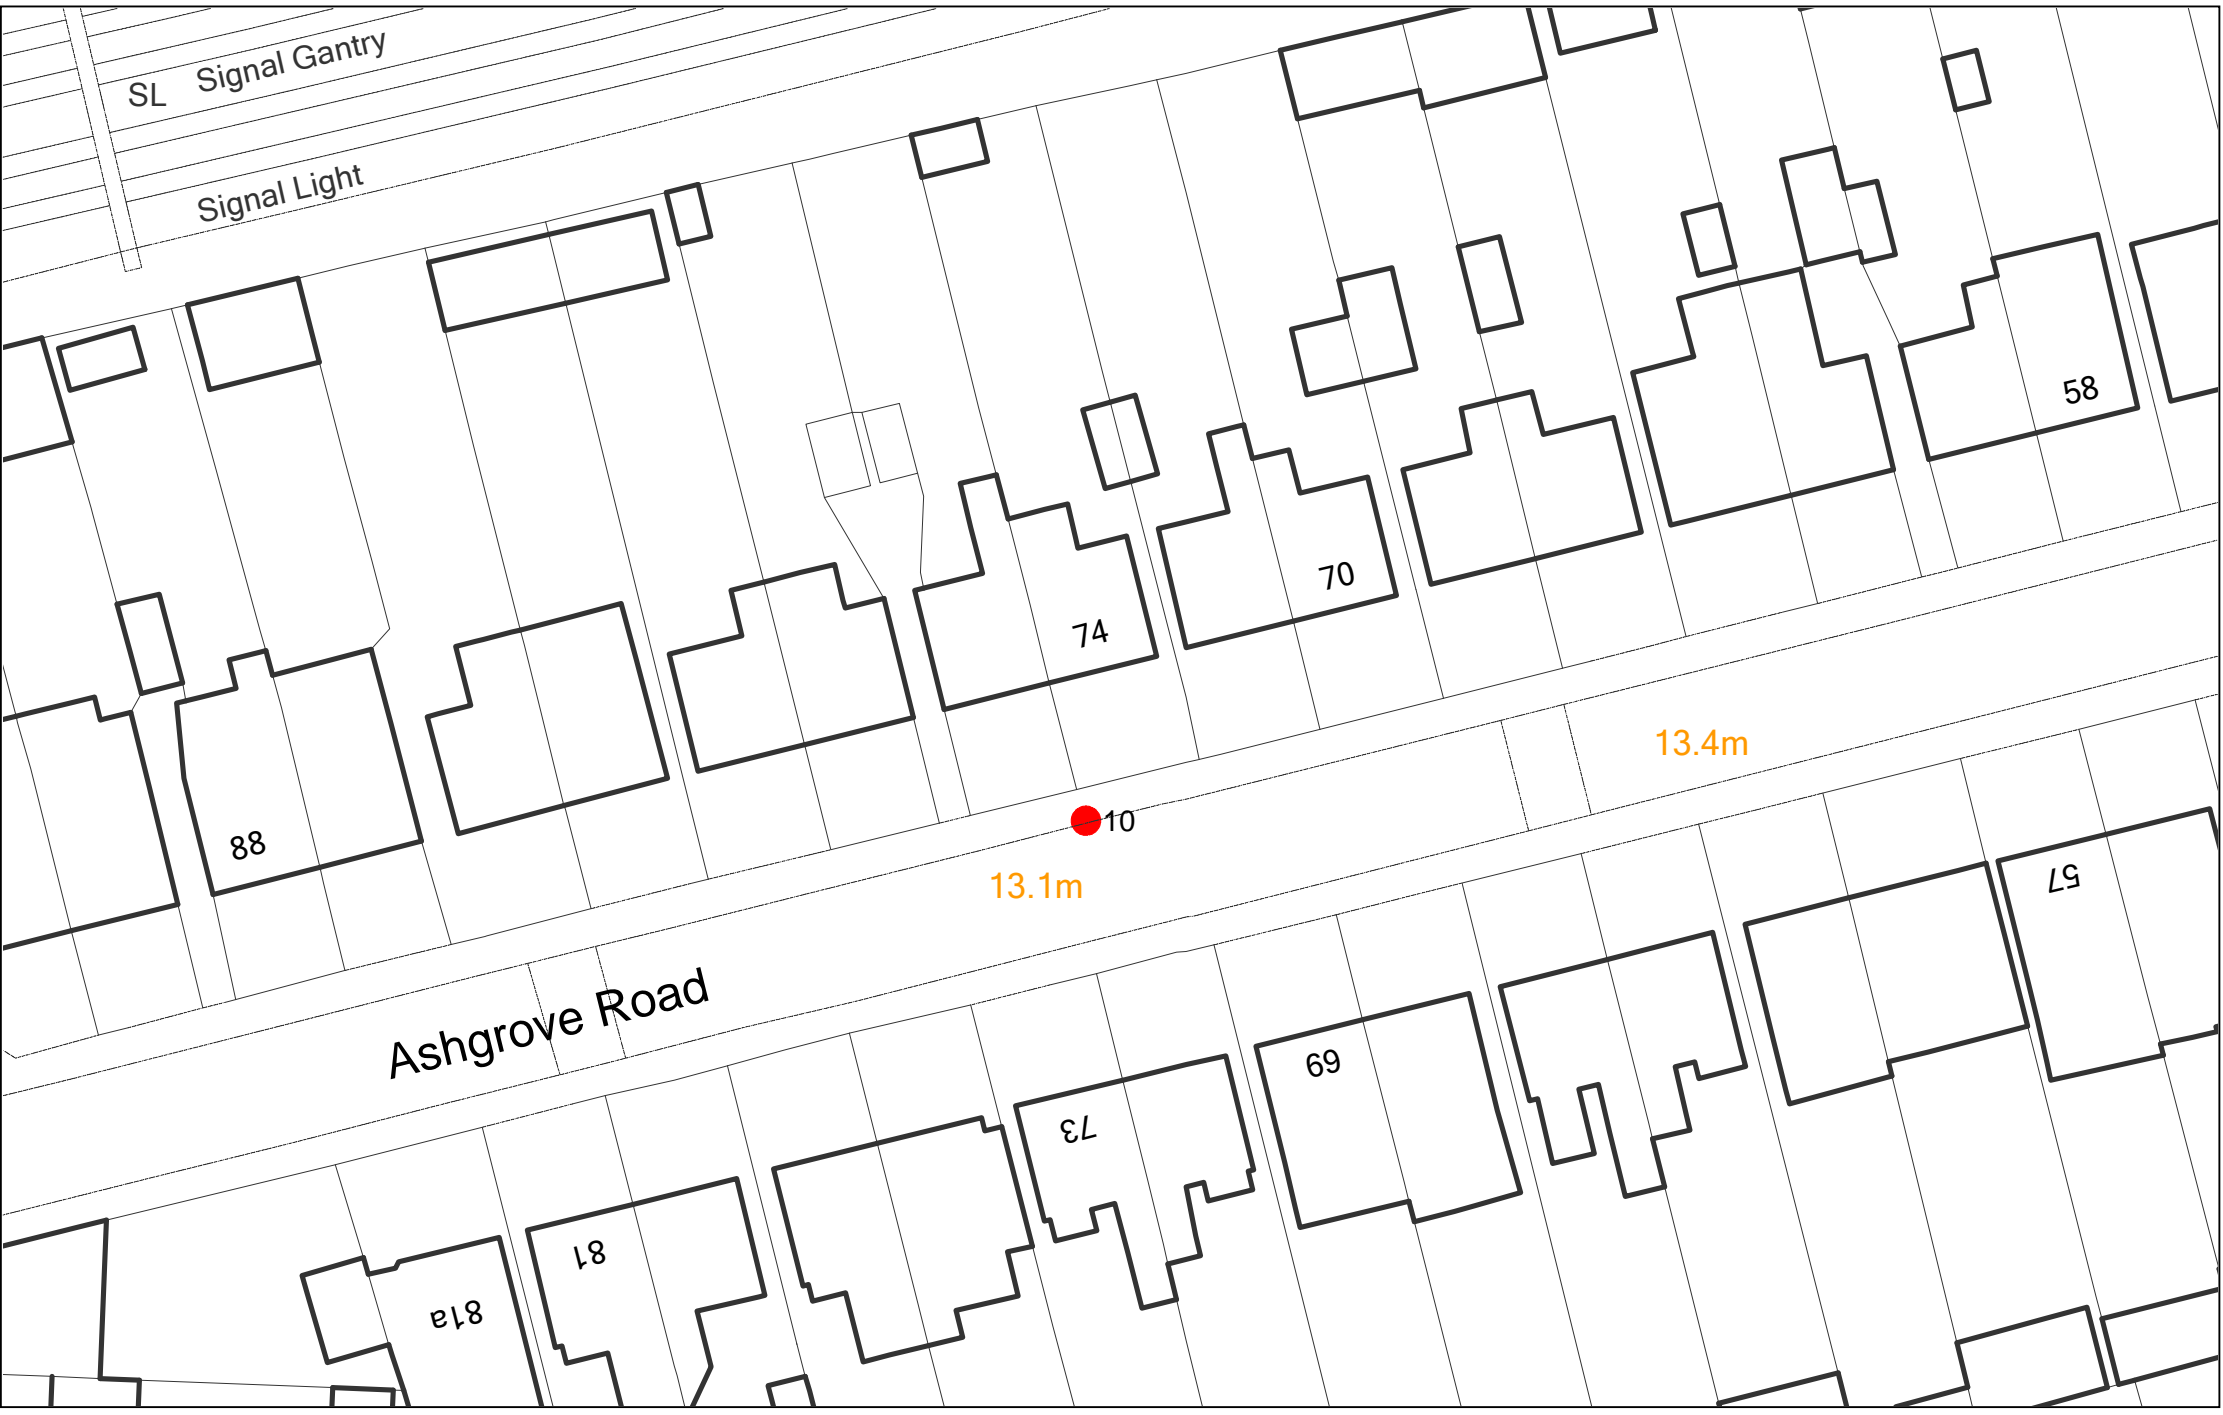 Signal Gantry
SL
Signal Light
58
70
74
88
13.4m
10
13.1m
Ashgrove Road
57
69
73
81
81a